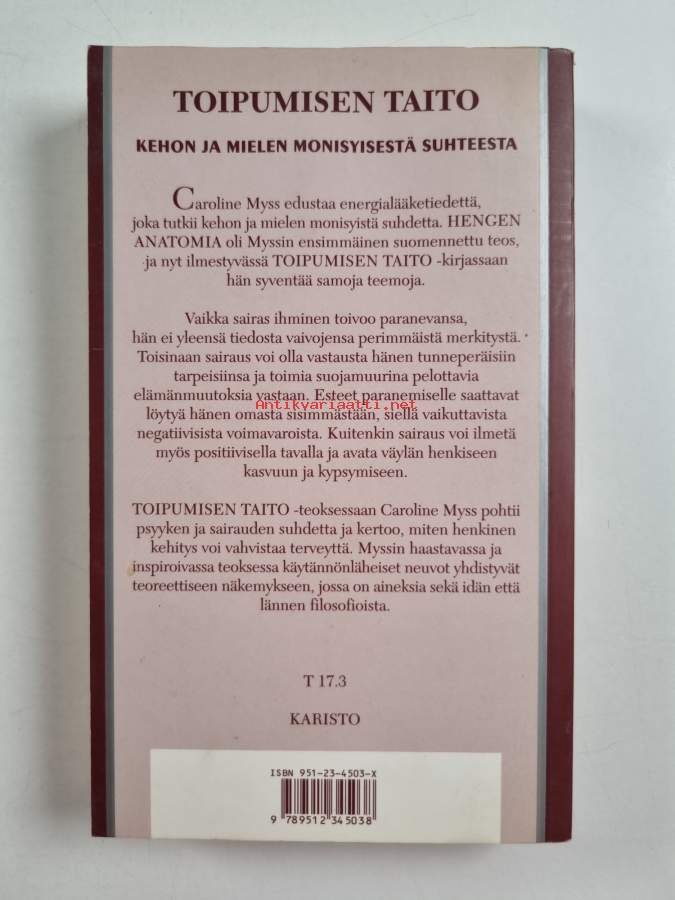 TOIPUMISEN TAITO
KEHON JA MIELEN MONISYISESTÄ SUHTEESTA
Caroline Myss edustaa energialääketiedettä,
joka tutkii kehon ja mielen monisyistä suhdetta. HENGEN
ANATOMIA oli Myssin ensimmäinen suomennettu teos,
ja nyt ilmestyvässä TOIPUMISEN TAITO -kirjassaan
hän syventää samoja teemoja.
Vaikka sairas ihminen toivoo paranevansa,
hän ei yleensä tiedosta vaivojensa perimmäistä merkitystä.
Toisinaan sairaus voi olla vastausta hänen tunneperäisiin
tarpeisiinsa ja toimia suojamuurina pelottavia
elämänmuutoksia vastaan. Esteet paranemiselle saattavat
Antikvariaatti.net
löytyä hänen omasta sisimmästään, siellä vaikuttavista
negatiivisista voimavaroista. Kuitenkin sairaus voi ilmetä
myös positiivisella tavalla ja avata väylän henkiseen
kasvuun ja kypsymiseen.
TOIPUMISEN TAITO -teoksessaan Caroline Myss pohtii
psyyken ja sairauden suhdetta ja kertoo, miten henkinen
kehitys voi vahvistaa terveyttä. Myssin haastavassa ja
inspiroivassa teoksessa käytännönläheiset neuvot yhdistyvät
teoreettiseen näkemykseen, jossa on aineksia sekä idän että
lännen filosofioista.
T 17.3
KARISTO
ISBN 951-23-4503-X
9 789512 345038